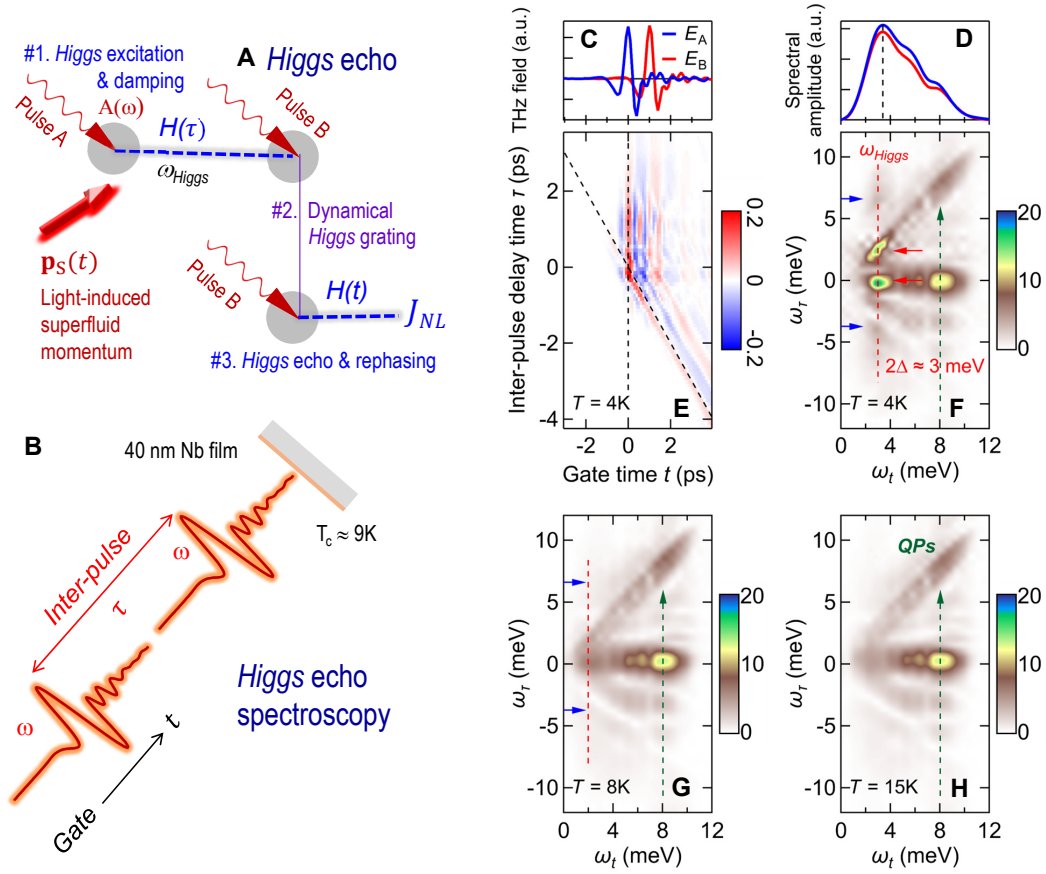 A
Higgs echo
#1. Higgs excitation
& damping
A(ω)
Pulse A
Pulse B
H(τ)
ω_Higgs
#2. Dynamical
Higgs grating
p_S(t)
Light-induced
superfluid
momentum
Pulse B
H(t)
J_NL
#3. Higgs echo & rephasing
B
40 nm Nb film
T_c ≈ 9K
Inter-pulse
τ
ω
ω
Gate
t
Higgs echo
spectroscopy
C
E_A
E_B
THz field (a.u.)
Inter-pulse delay time τ (ps)
2
0
-2
-4
T = 4K
E
-2
0
2
Gate time t (ps)
0.2
0
-0.2
D
Spectral
amplitude (a.u.)
ω_Higgs
10
5
0
-5
-10
ω_τ (meV)
2Δ ≈ 3 meV
T = 4K
F
0
4
8
12
ω_t (meV)
20
10
0
10
5
0
-5
-10
ω_τ (meV)
T = 8K
G
0
4
8
12
ω_t (meV)
20
10
0
QPs
10
5
0
-5
-10
ω_τ (meV)
T = 15K
H
0
4
8
12
ω_t (meV)
20
10
0